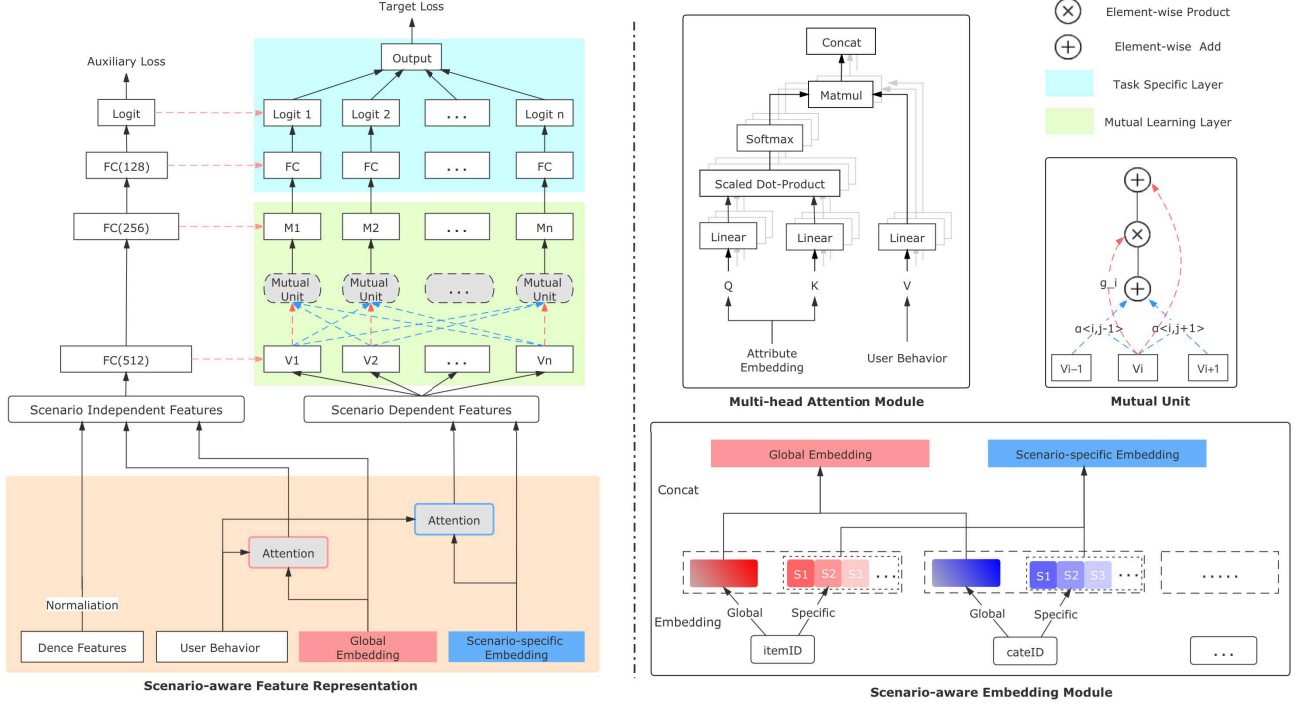 Target Loss
Output
Auxiliary Loss
Logit
Logit 1
Logit 2
...
Logit n
FC(128)
FC
FC
...
FC
FC(256)
M1
M2
...
Mn
Mutual Unit
Mutual Unit
...
Mutual Unit
FC(512)
V1
V2
...
Vn
Scenario Independent Features
Scenario Dependent Features
Attention
Attention
Normaliation
Dence Features
User Behavior
Global Embedding
Scenario-specific Embedding
Scenario-aware Feature Representation
Concat
Matmul
Softmax
Scaled Dot-Product
Linear
Linear
Linear
Q
K
V
Attribute Embedding
User Behavior
Multi-head Attention Module
Element-wise Product
Element-wise Add
Task Specific Layer
Mutual Learning Layer
g_i
α<i,j-1>
α<i,j+1>
Vi-1
Vi
Vi+1
Mutual Unit
Global Embedding
Scenario-specific Embedding
Concat
S1
S2
S3
...
S1
S2
S3
...
.....
Embedding
Global
Specific
Global
Specific
itemID
cateID
...
Scenario-aware Embedding Module